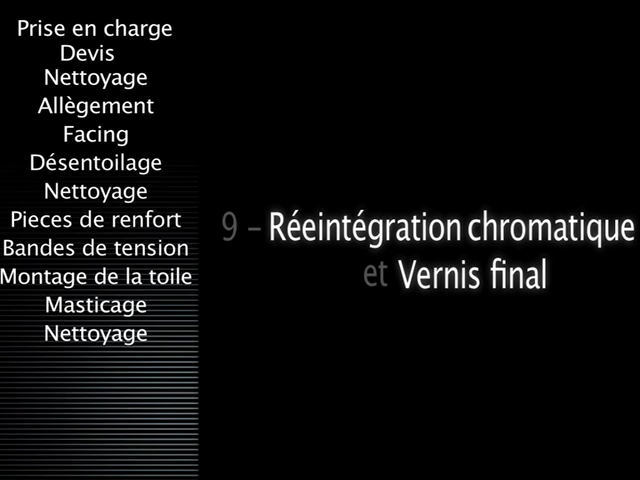 Prise en charge
Devis
Nettoyage
Allègement
Facing
Désentoilage
Nettoyage
Pieces de renfort
Bandes de tension
Montage de la toile
Masticage
Nettoyage
9 – Réeintégration chromatique
et Vernis final